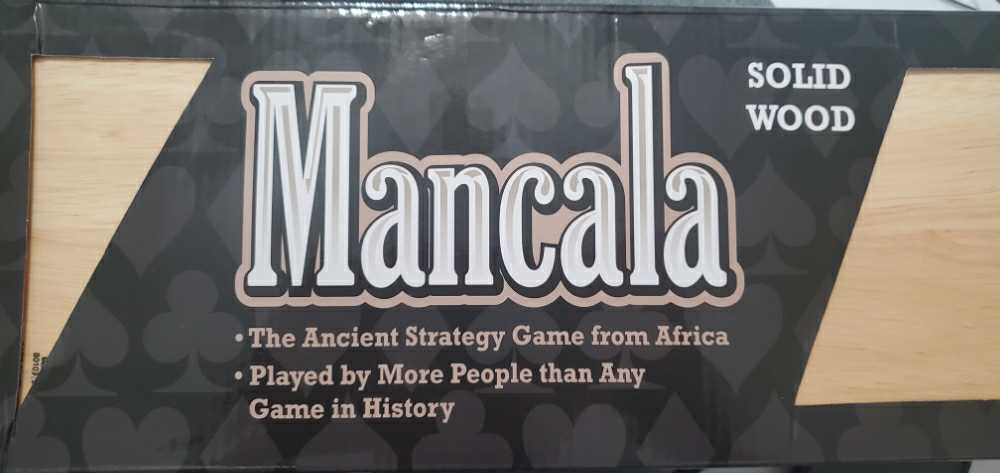 Mancala
SOLID
WOOD
• The Ancient Strategy Game from Africa
• Played by More People than Any
Game in History